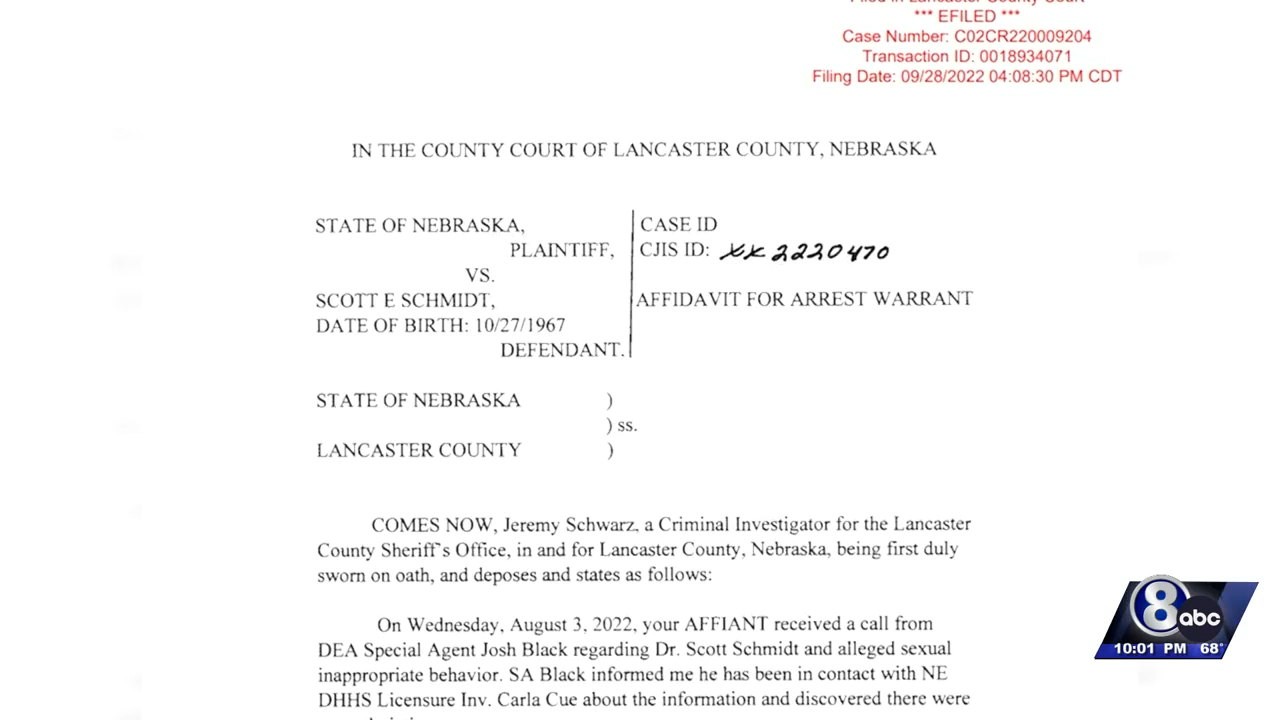 Filed in Lancaster County Court
*** EFILED ***
Case Number: C02CR220009204
Transaction ID: 0018934071
Filing Date: 09/28/2022 04:08:30 PM CDT
IN THE COUNTY COURT OF LANCASTER COUNTY, NEBRASKA
STATE OF NEBRASKA,
PLAINTIFF,
VS.
SCOTT E SCHMIDT,
DATE OF BIRTH: 10/27/1967
DEFENDANT.
CASE ID
CJIS ID: XX2220470
AFFIDAVIT FOR ARREST WARRANT
STATE OF NEBRASKA )
) ss.
LANCASTER COUNTY )
COMES NOW, Jeremy Schwarz, a Criminal Investigator for the Lancaster
County Sheriff's Office, in and for Lancaster County, Nebraska, being first duly
sworn on oath, and deposes and states as follows:
On Wednesday, August 3, 2022, your AFFIANT received a call from
DEA Special Agent Josh Black regarding Dr. Scott Schmidt and alleged sexual
inappropriate behavior. SA Black informed me he has been in contact with NE
DHHS Licensure Inv. Carla Cue about the information and discovered there were
8 abc
10:01 PM 68°